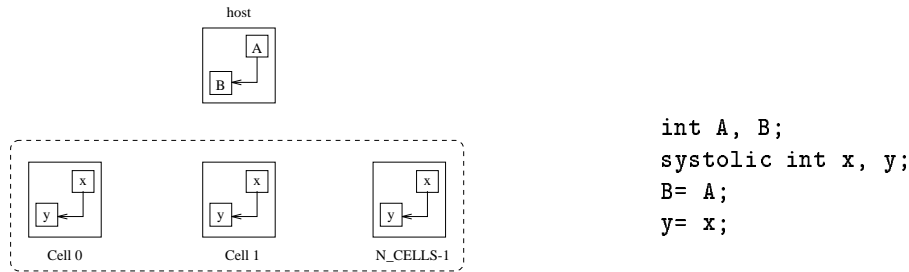 host
A
B
x
x
x
y
y
y
Cell 0
Cell 1
N_CELLS-1
int A, B;
systolic int x, y;
B= A;
y= x;